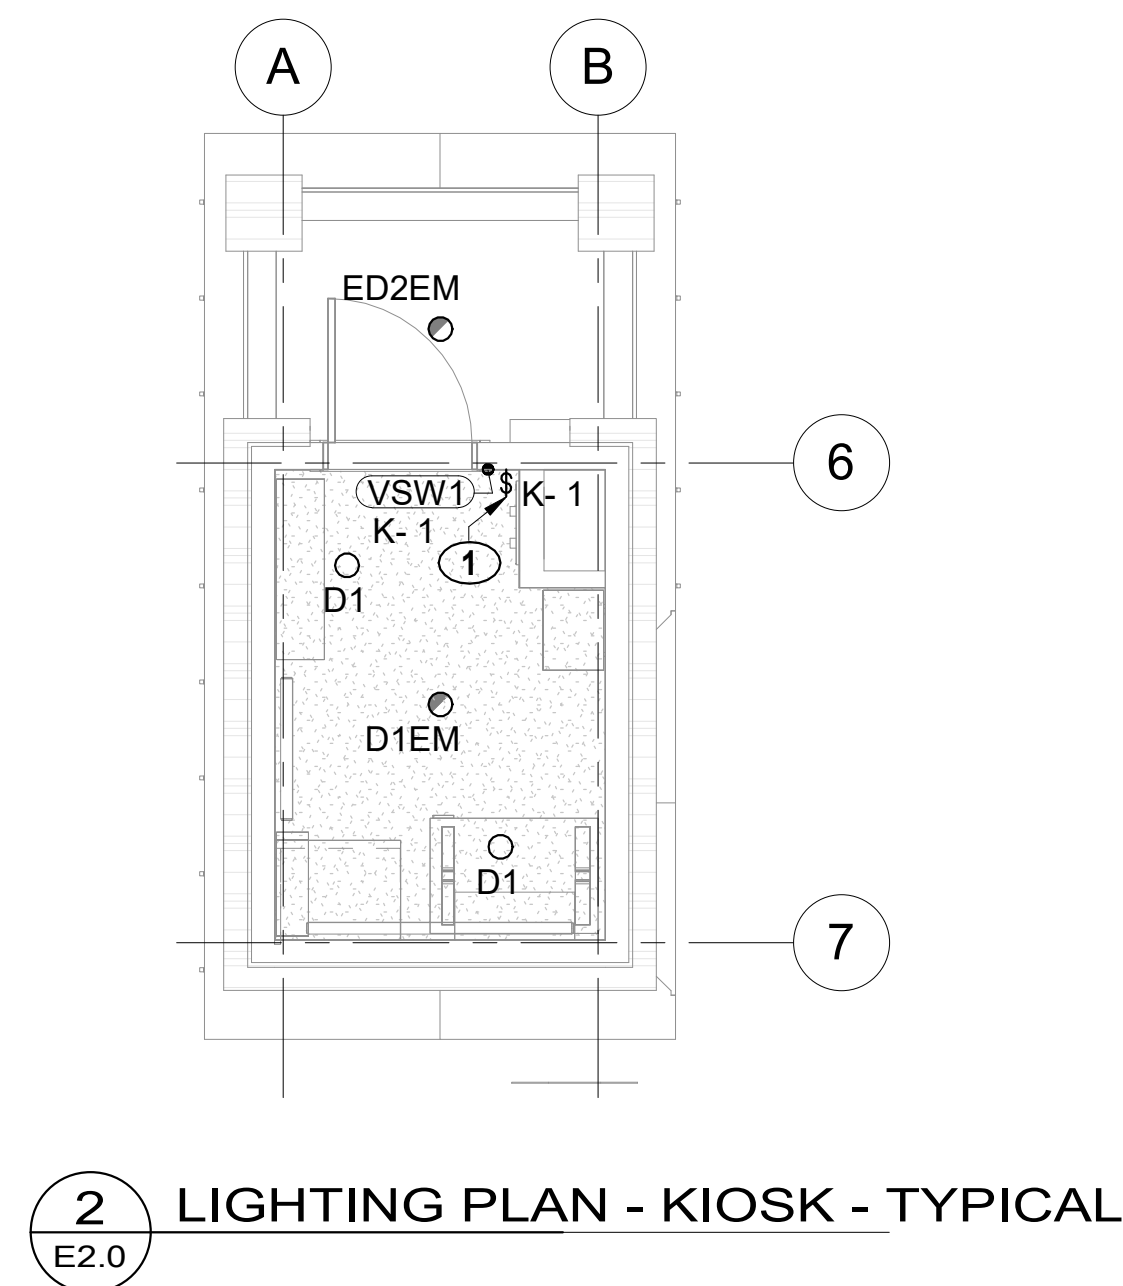 A
B
ED2EM
6
VSW1
$
K- 1
K- 1
1
D1
D1EM
D1
7
2
LIGHTING PLAN - KIOSK - TYPICAL
E2.0